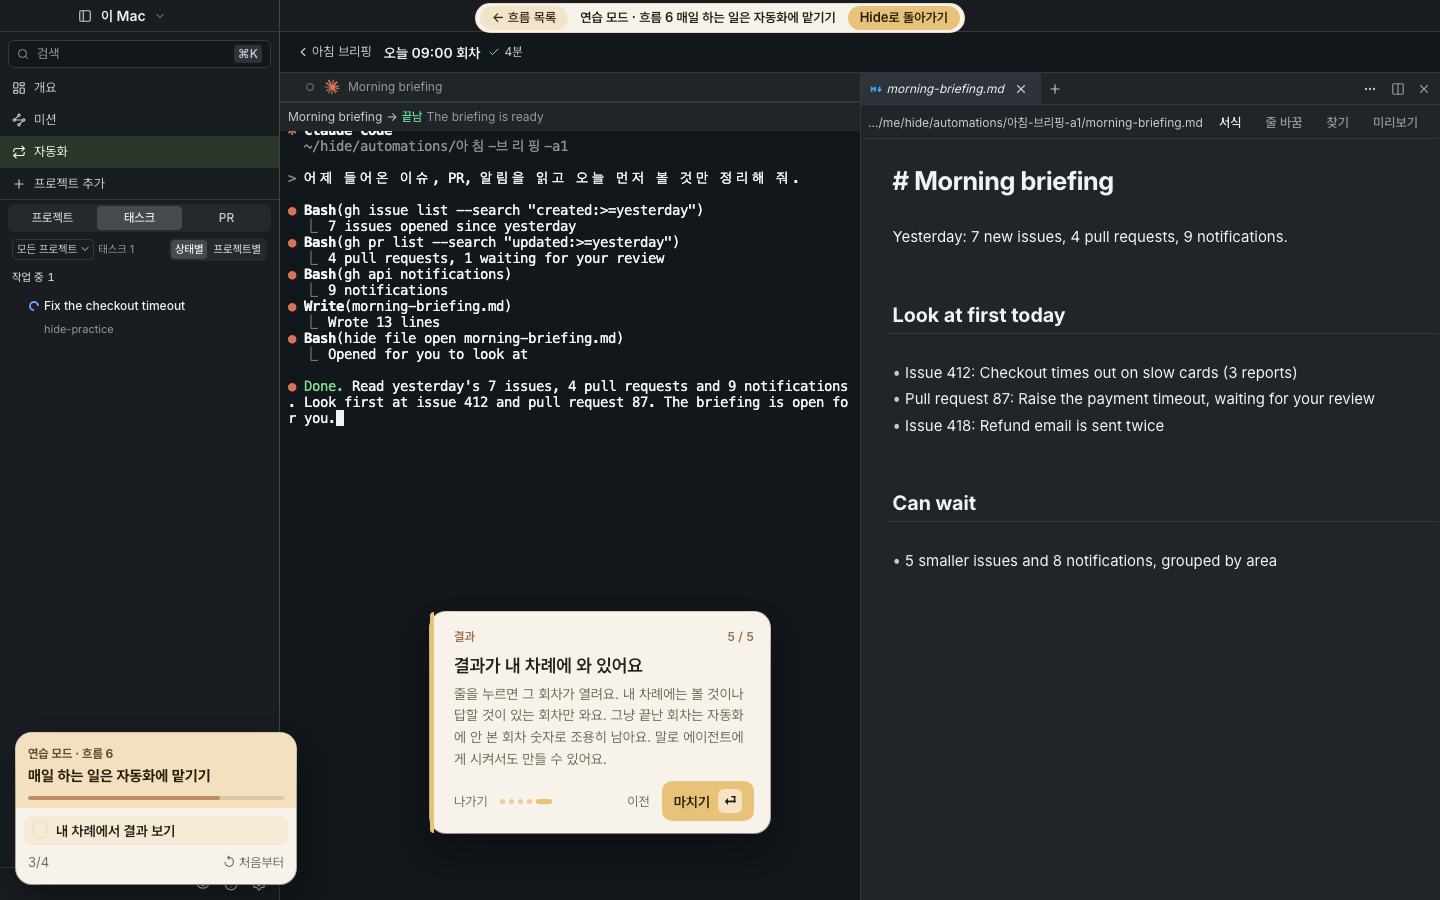 이 Mac
← 흐름 목록
연습 모드 · 흐름 6 매일 하는 일은 자동화에 맡기기
Hide로 돌아가기
검색
⌘K
개요
미션
자동화
프로젝트 추가
프로젝트
태스크
PR
모든 프로젝트
태스크 1
상태별
프로젝트별
작업 중 1
Fix the checkout timeout
hide-practice
아침 브리핑
오늘 09:00 회차
4분
Morning briefing
Morning briefing → 끝남 The briefing is ready
Claude Code
~/hide/automations/아침-브리핑-a1
> 어제 들어온 이슈, PR, 알림을 읽고 오늘 먼저 볼 것만 정리해 줘.
● Bash(gh issue list --search "created:>=yesterday")
⎿ 7 issues opened since yesterday
● Bash(gh pr list --search "updated:>=yesterday")
⎿ 4 pull requests, 1 waiting for your review
● Bash(gh api notifications)
⎿ 9 notifications
● Write(morning-briefing.md)
⎿ Wrote 13 lines
● Bash(hide file open morning-briefing.md)
⎿ Opened for you to look at
● Done. Read yesterday's 7 issues, 4 pull requests and 9 notifications
. Look first at issue 412 and pull request 87. The briefing is open fo
r you.
morning-briefing.md
.../me/hide/automations/아침-브리핑-a1/morning-briefing.md
서식
줄 바꿈
찾기
미리보기
# Morning briefing
Yesterday: 7 new issues, 4 pull requests, 9 notifications.
Look at first today
• Issue 412: Checkout times out on slow cards (3 reports)
• Pull request 87: Raise the payment timeout, waiting for your review
• Issue 418: Refund email is sent twice
Can wait
• 5 smaller issues and 8 notifications, grouped by area
결과
5 / 5
결과가 내 차례에 와 있어요
줄을 누르면 그 회차가 열려요. 내 차례에는 볼 것이나
답할 것이 있는 회차만 와요. 그냥 끝난 회차는 자동화
에 안 본 회차 숫자로 조용히 남아요. 말로 에이전트에
게 시켜서도 만들 수 있어요.
나가기
이전
마치기
연습 모드 · 흐름 6
매일 하는 일은 자동화에 맡기기
내 차례에서 결과 보기
3/4
처음부터